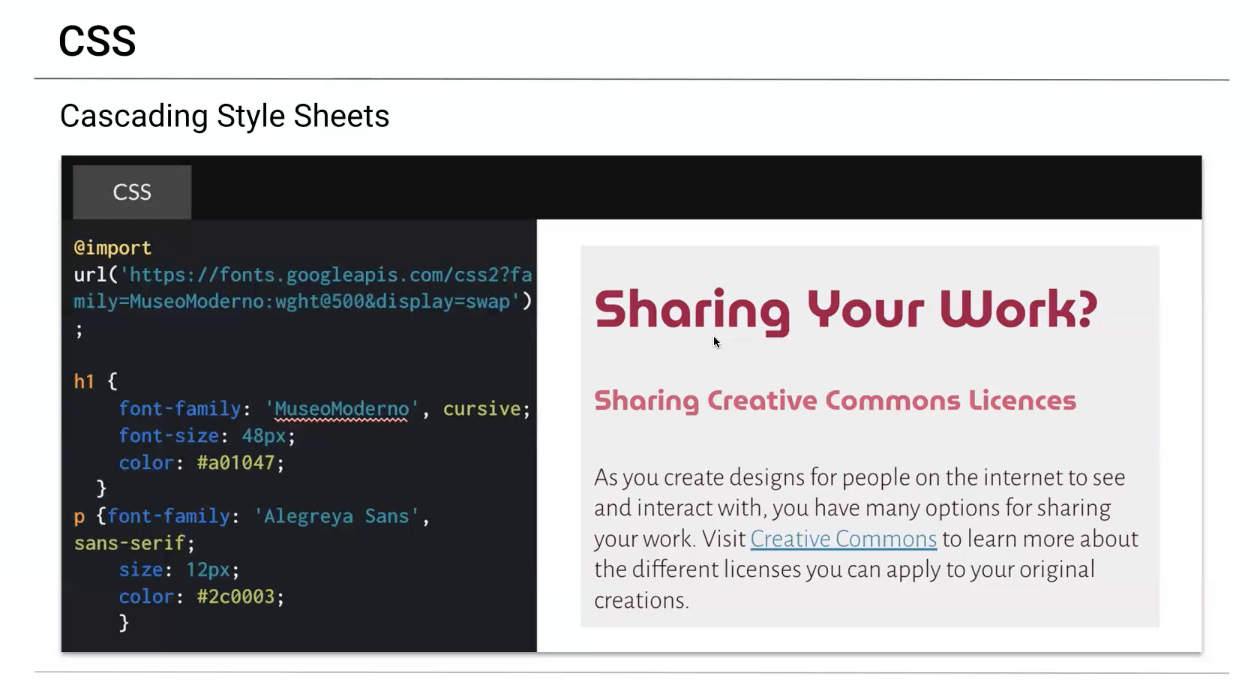 CSS
Cascading Style Sheets
CSS
@import
url('https://fonts.googleapis.com/css2?fa
mily=MuseoModerno:wght@500&display=swap')
;
h1 {
font-family: 'MuseoModerno', cursive;
font-size: 48px;
color: #a01047;
}
p {font-family: 'Alegreya Sans',
sans-serif;
size: 12px;
color: #2c0003;
}
Sharing Your Work?
Sharing Creative Commons Licences
As you create designs for people on the internet to see
and interact with, you have many options for sharing
your work. Visit Creative Commons to learn more about
the different licenses you can apply to your original
creations.